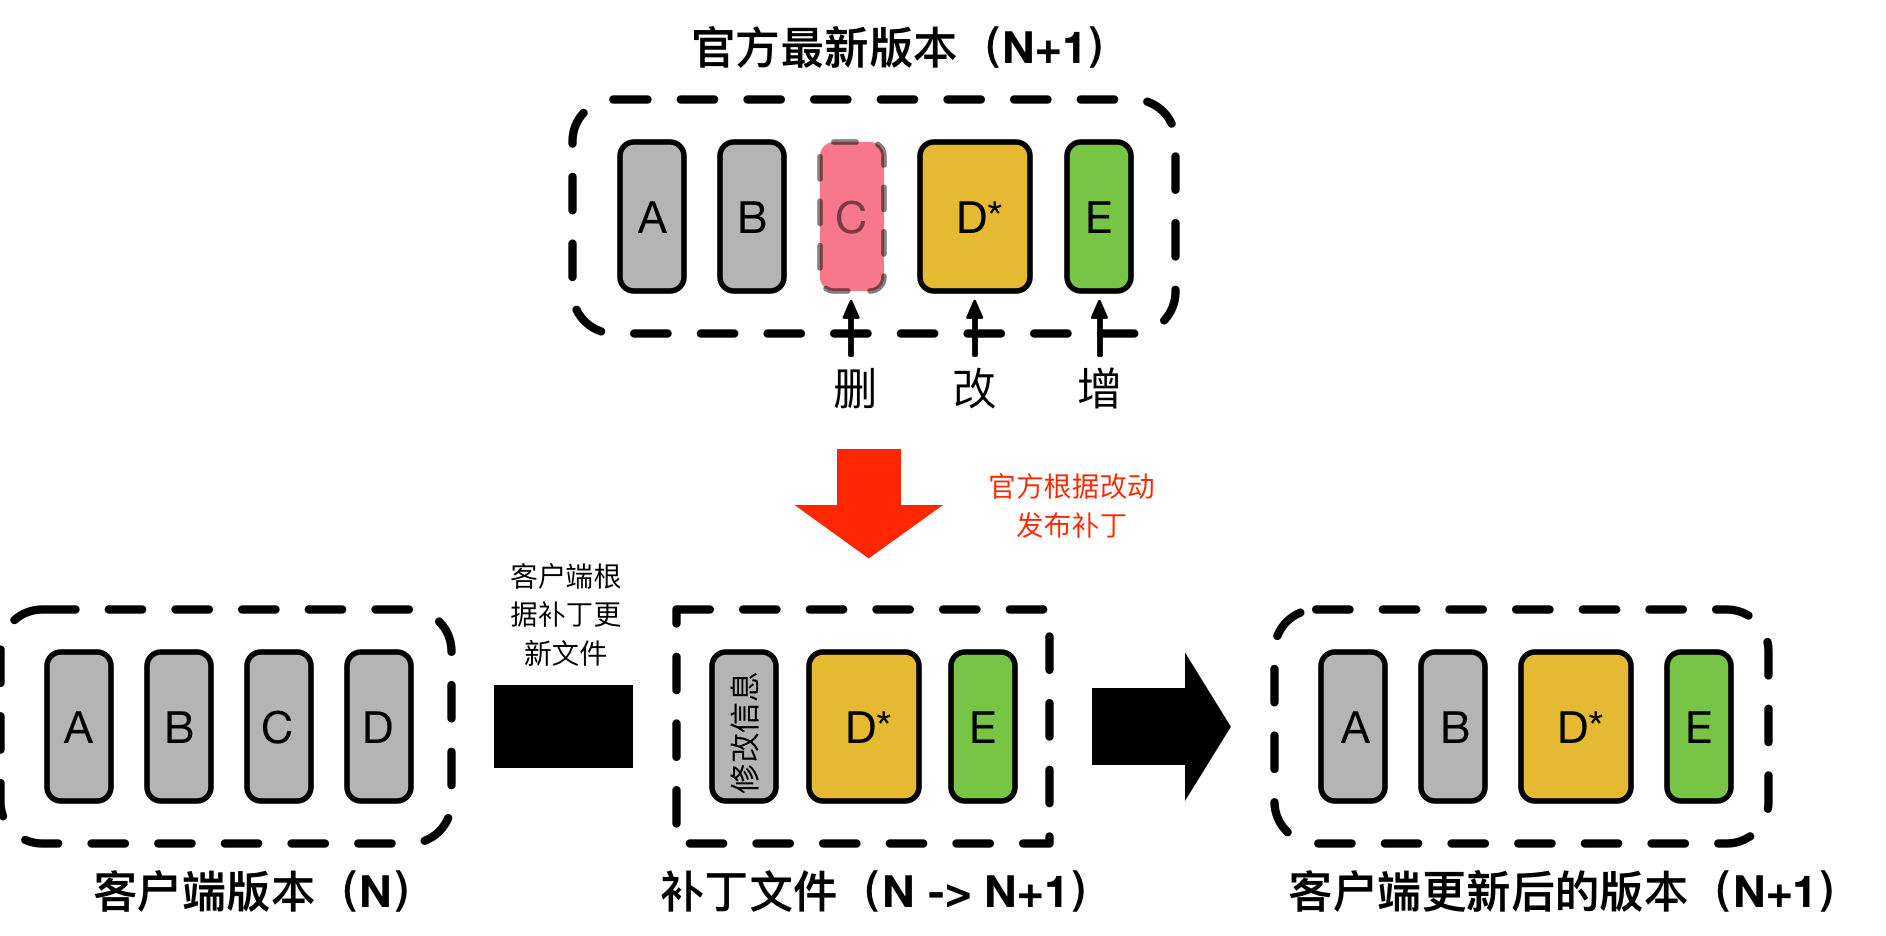 官方最新版本（N+1）
A
B
C
D*
E
删
改
增
官方根据改动
发布补丁
客户端根
据补丁更
新文件
A
B
C
D
修改信息
D*
E
A
B
D*
E
客户端版本（N）
补丁文件（N -> N+1）
客户端更新后的版本（N+1）